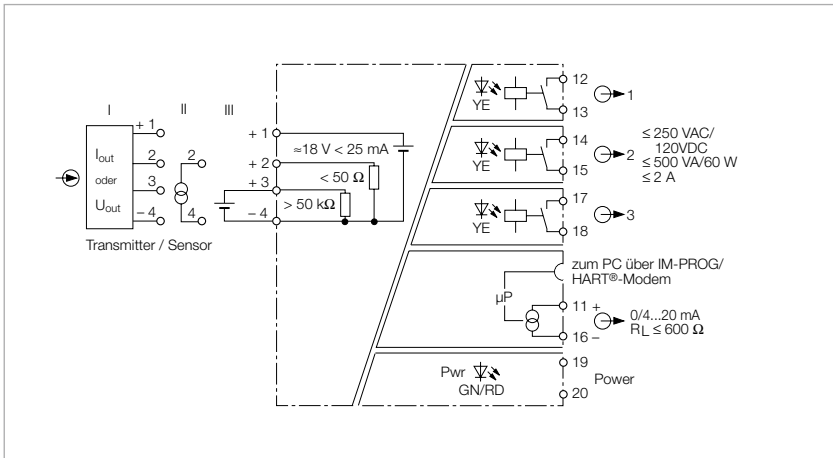 I
II
III
+ 1
2
3
– 4
I out
oder
U out
Transmitter / Sensor
2
4
+ 1
+ 2
+ 3
– 4
≈18 V < 25 mA
< 50 Ω
> 50 kΩ
YE
12
13
1
YE
14
15
2
≤ 250 VAC/
120VDC
≤ 500 VA/60 W
≤ 2 A
YE
17
18
3
zum PC über IM-PROG/
HART®-Modem
µP
11 +
16 –
0/4...20 mA
RL ≤ 600 Ω
Pwr
GN/RD
19
20
Power